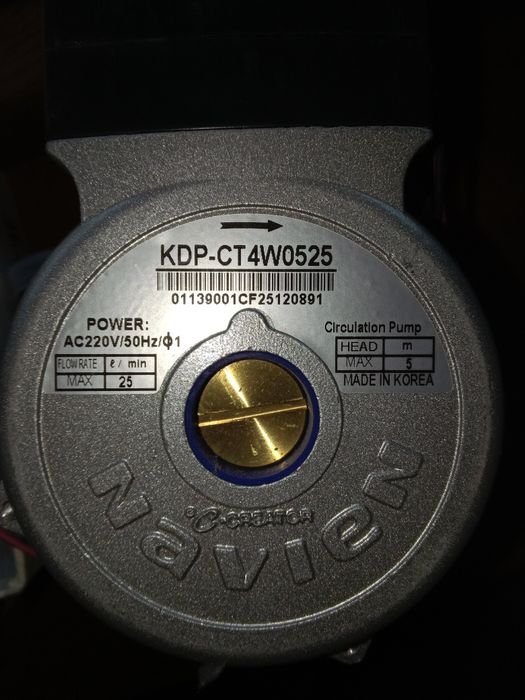 KDP-CT4W0525
01139001CF25120891
POWER:
AC220V/50Hz/ϕ1
FLOW RATE ℓ / min
MAX 25
Circulation Pump
HEAD m
MAX 5
MADE IN KOREA
°C-CREATOR
NAVIEN